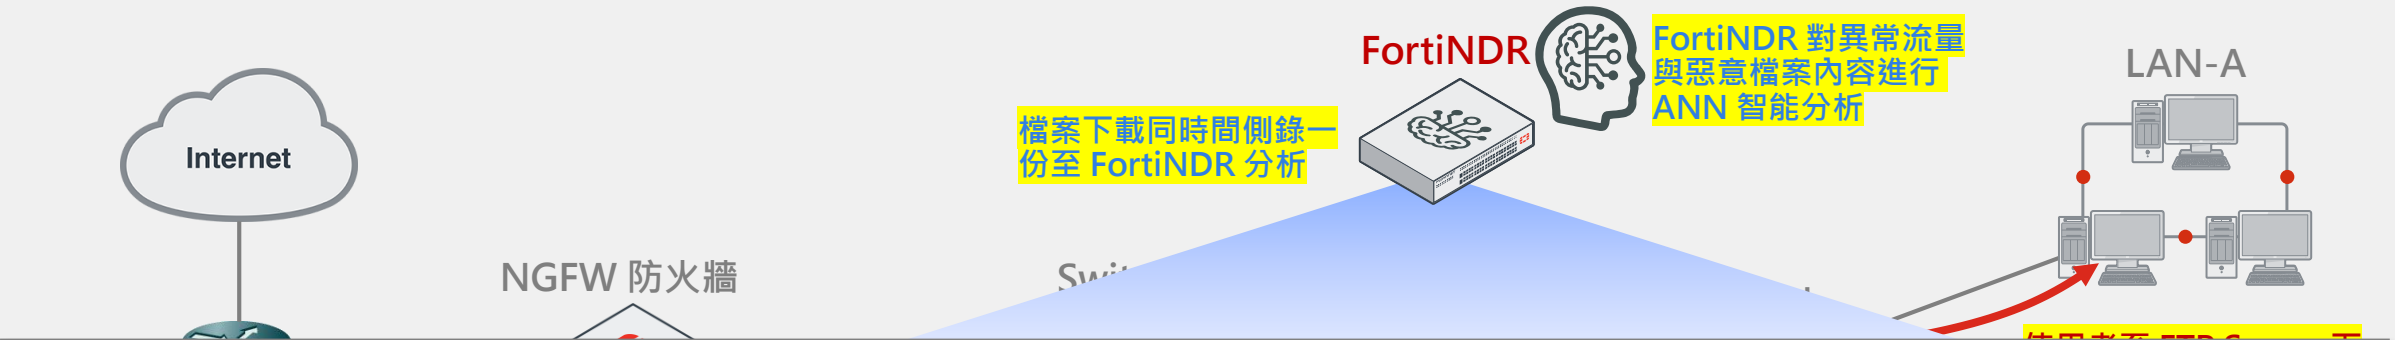 FortiNDR
FortiNDR 對異常流量
與惡意檔案內容進行
ANN 智能分析
LAN-A
檔案下載同時間側錄一
份至 FortiNDR 分析
Internet
NGFW 防火牆